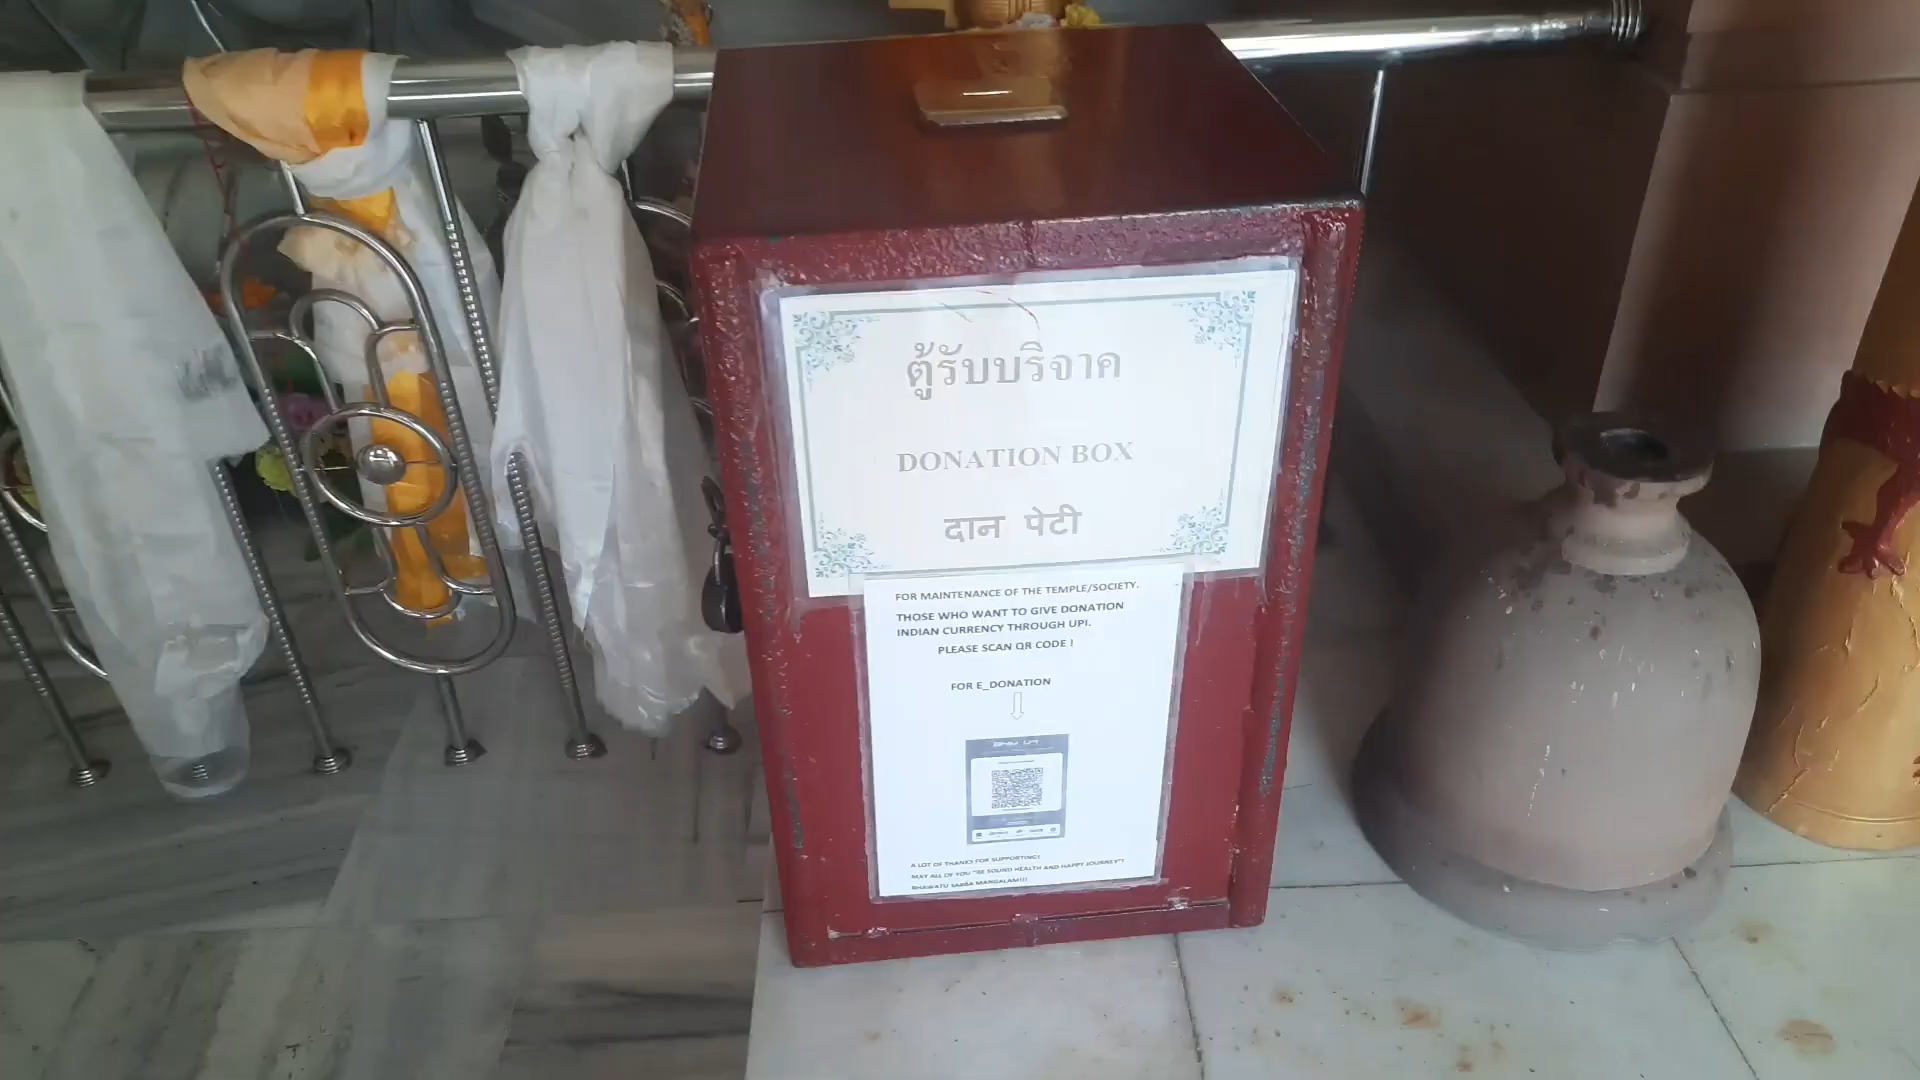 ตู้รับบริจาค
DONATION BOX
दान पेटी
FOR MAINTENANCE OF THE TEMPLE/SOCIETY.
THOSE WHO WANT TO GIVE DONATION
INDIAN CURRENCY THROUGH UPI.
PLEASE SCAN QR CODE !
FOR E_DONATION
BHIM UPI
A LOT OF THANKS FOR SUPPORTING!
MAY ALL OF YOU "BE SOUND HEALTH AND HAPPY JOURNEY"!
BHAWATU SABBA MANGALAM!!!